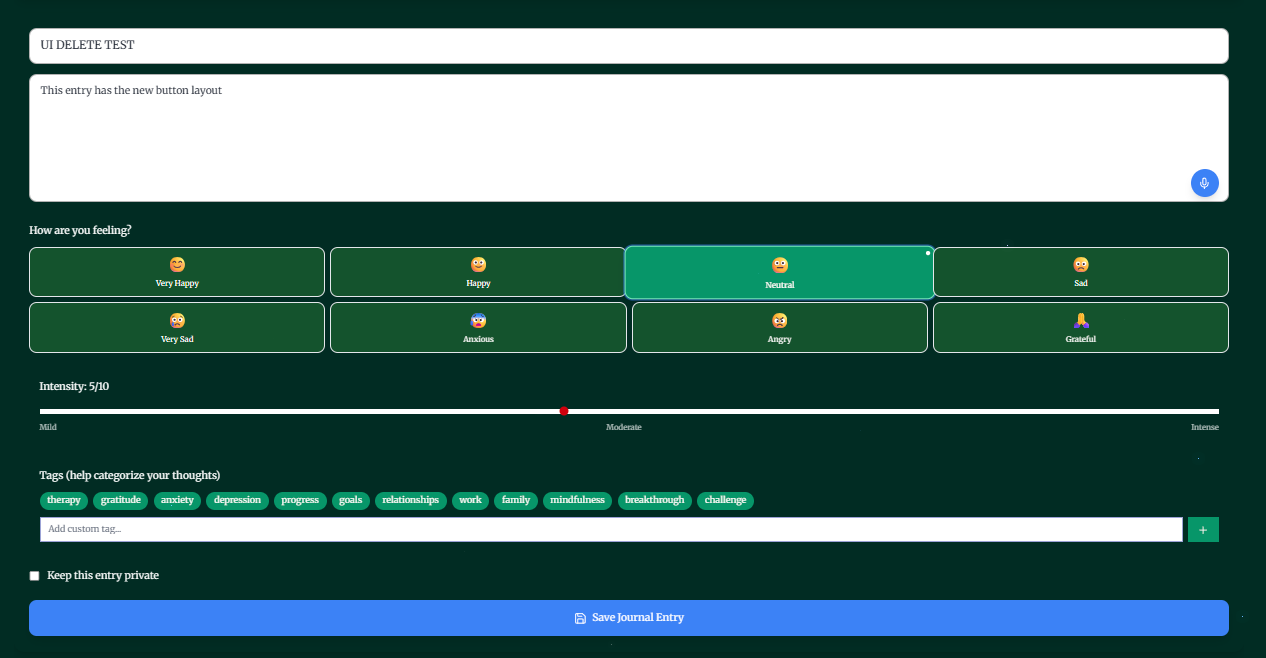 UI DELETE TEST
This entry has the new button layout
How are you feeling?
Very Happy Happy Neutral Sad
Very Sad Anxious Angry Grateful
Intensity: 5/10
Mild Moderate Intense
Tags (help categorize your thoughts)
therapy gratitude anxiety depression progress goals relationships work family mindfulness breakthrough challenge
Add custom tag...
Keep this entry private
Save Journal Entry